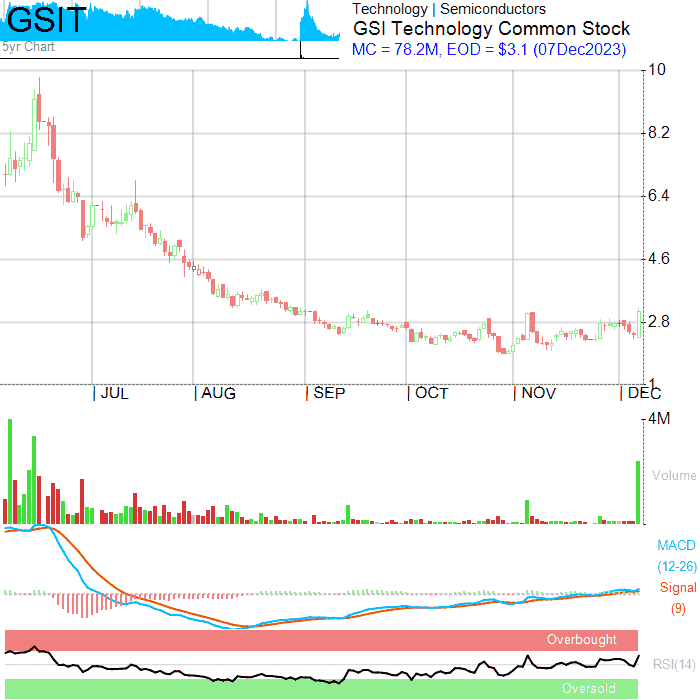 GSIT
5yr Chart
Technology | Semiconductors
GSI Technology Common Stock
MC = 78.2M, EOD = $3.1 (07Dec2023)
10
8.2
6.4
4.6
2.8
1
| JUL | AUG | SEP | OCT | NOV | DEC
4M
Volume
MACD
(12-26)
Signal
(9)
Overbought
RSI(14)
Oversold